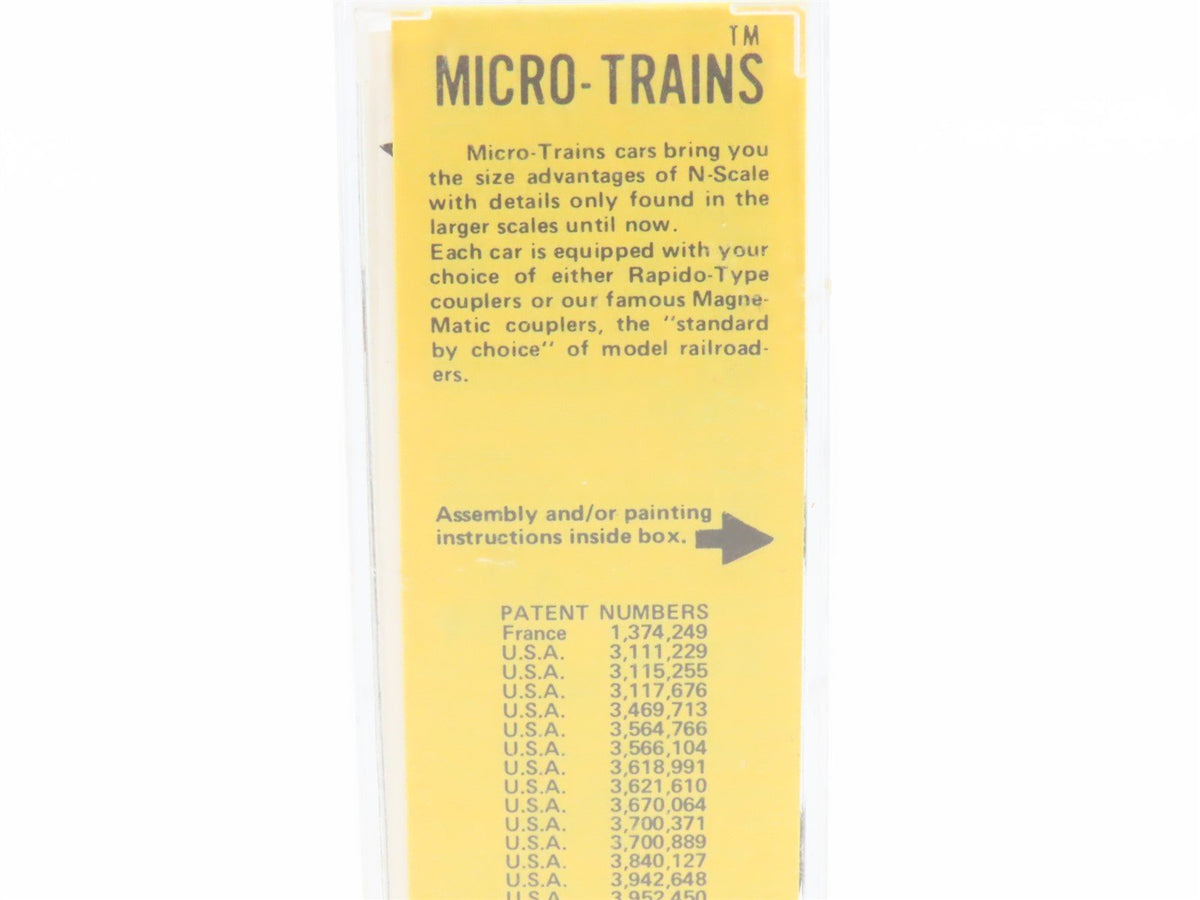 TM
MICRO-TRAINS
Micro-Trains cars bring you
the size advantages of N-Scale
with details only found in the
larger scales until now.
Each car is equipped with your
choice of either Rapido-Type
couplers or our famous Magne-
Matic couplers, the "standard
by choice" of model railroad-
ers.
Assembly and/or painting
instructions inside box.
PATENT NUMBERS
France 1,374,249
U.S.A. 3,111,229
U.S.A. 3,115,255
U.S.A. 3,117,676
U.S.A. 3,469,713
U.S.A. 3,564,766
U.S.A. 3,566,104
U.S.A. 3,618,991
U.S.A. 3,621,610
U.S.A. 3,670,064
U.S.A. 3,700,371
U.S.A. 3,700,889
U.S.A. 3,840,127
U.S.A. 3,942,648
U.S.A. 3,952,450